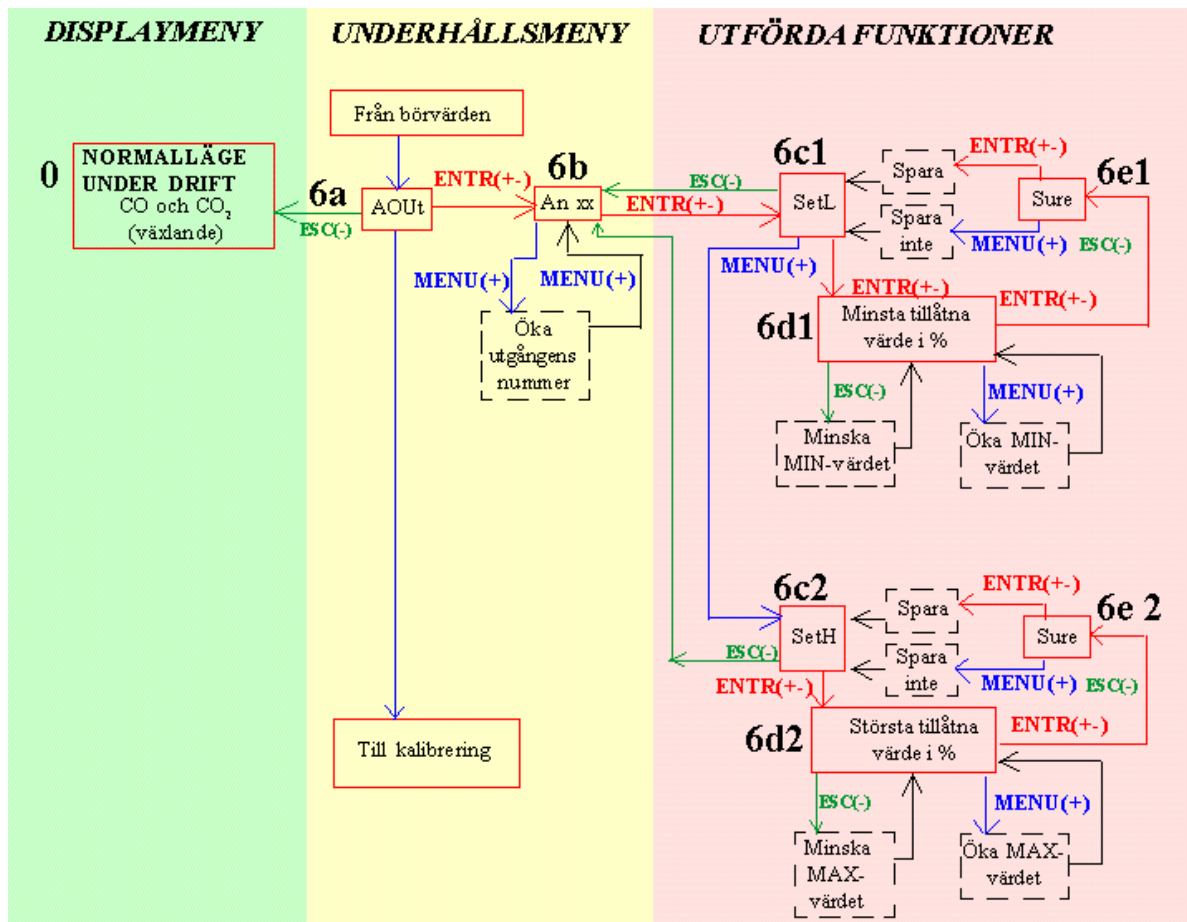 DISPLAYMENY
UNDERHÅLLSMENY
UTFÖRDA FUNKTIONER
Från börvärden
0
NORMALLÄGE
UNDER DRIFT
CO och CO₂
(växlande)
6a
AOUt
ESC(-)
ENTR(+-)
6b
An xx
ENTR(+-)
ESC(-)
MENU(+)
MENU(+)
Öka
utgångens
nummer
6c1
SetL
Spara
Spara
inte
ENTR(+-)
6e1
Sure
MENU(+)
ESC(-)
MENU(+)
ENTR(+-)
ENTR(+-)
6d1
Minsta tillåtna
värde i %
ESC(-)
MENU(+)
Minska
MIN-värdet
Öka MIN-
värdet
6c2
SetH
Spara
Spara
inte
ENTR(+-)
6e 2
Sure
MENU(+)
ESC(-)
ESC(-)
ENTR(+-)
ENTR(+-)
6d2
Största tillåtna
värde i %
ESC(-)
MENU(+)
Minska
MAX-
värdet
Öka MAX-
värdet
Till kalibrering